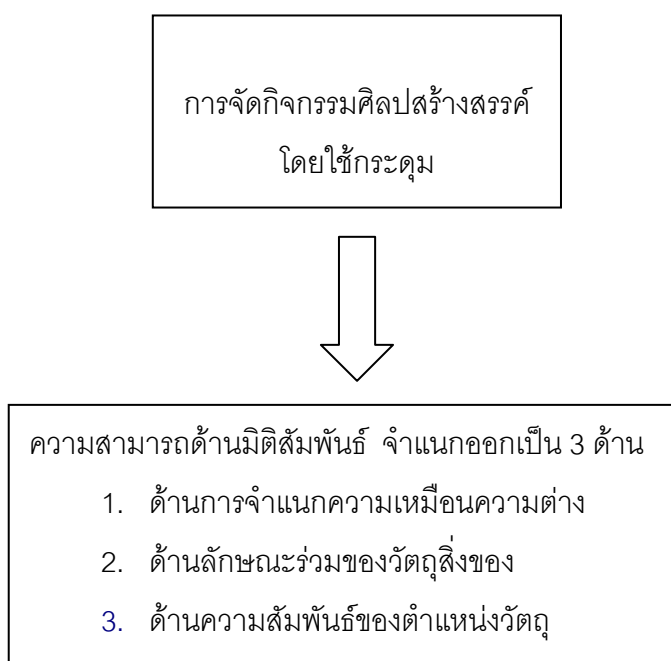 การจัดกิจกรรมศิลปสร้างสรรค์
โดยใช้กระดุม
ความสามารถด้านมิติสัมพันธ์ จำแนกออกเป็น 3 ด้าน
1. ด้านการจำแนกความเหมือนความต่าง
2. ด้านลักษณะร่วมของวัตถุสิ่งของ
3. ด้านความสัมพันธ์ของตำแหน่งวัตถุ